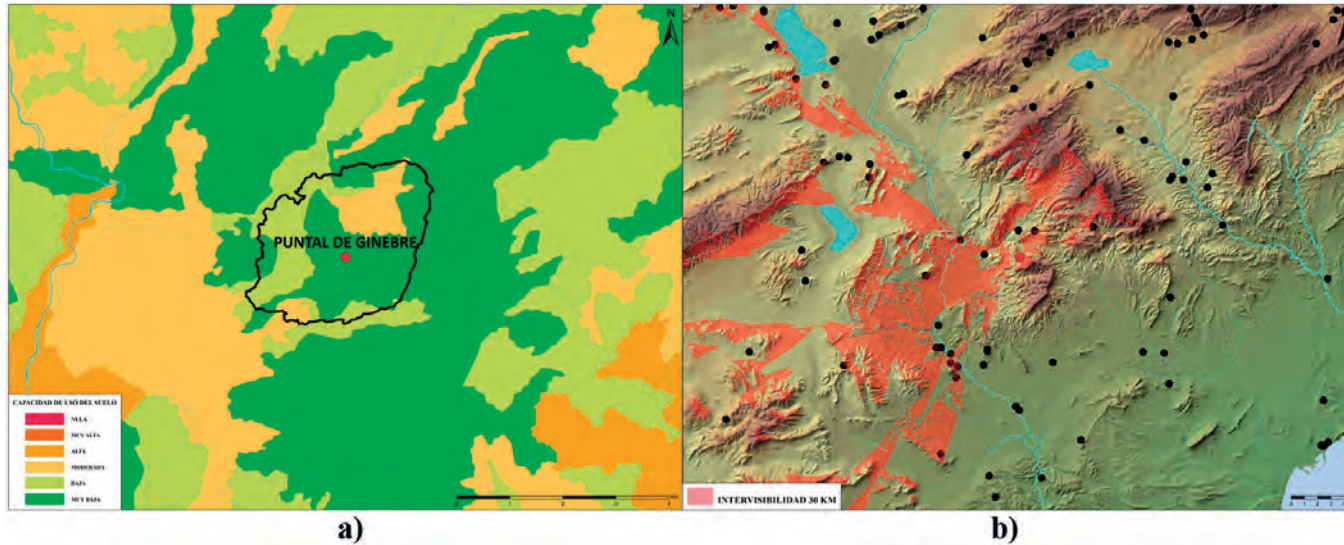 N
PUNTAL DE GINEBRE
CAPACIDAD DE USO DEL SUELO
NULA
MUY ALTA
ALTA
MODERADA
BAJA
MUY BAJA
INTERVISIBILIDAD 30 KM
a)
b)